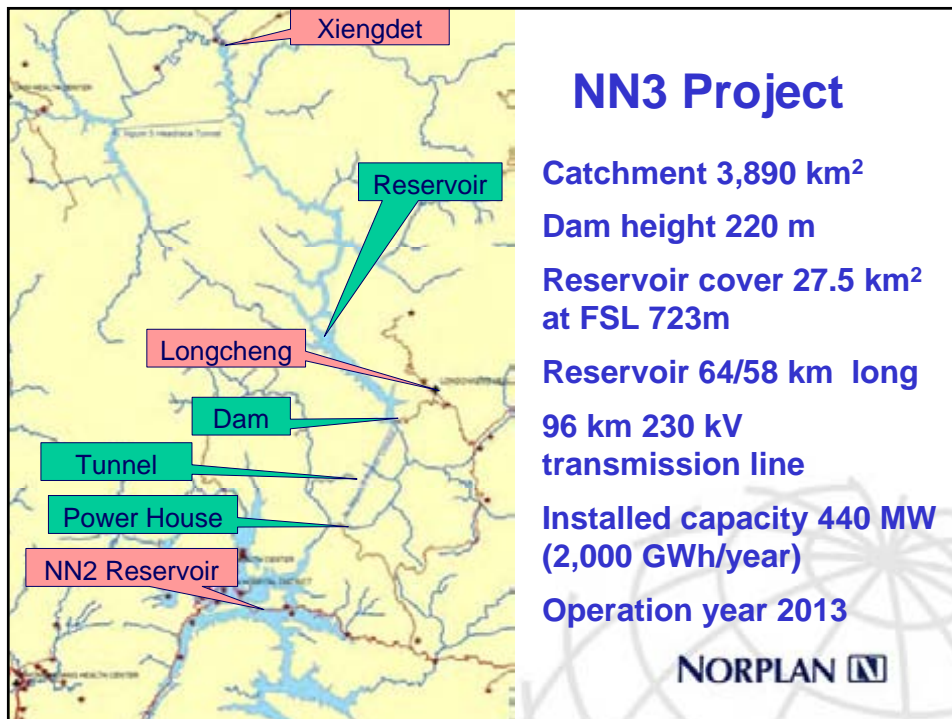 Xiengdet
NN3 Project
Catchment 3,890 km²
Dam height 220 m
Reservoir cover 27.5 km²
at FSL 723m
Reservoir 64/58 km long
96 km 230 kV
transmission line
Installed capacity 440 MW
(2,000 GWh/year)
Operation year 2013
NORPLAN
Reservoir
Longcheng
Dam
Tunnel
Power House
NN2 Reservoir
HEALTH CENTER